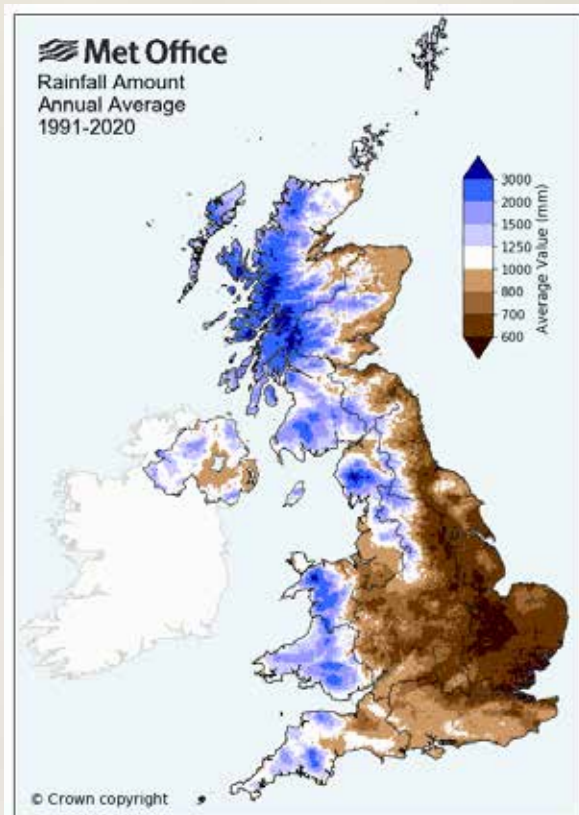 Met Office
Rainfall Amount
Annual Average
1991-2020
3000
2000
1500
1250
1000
800
700
600
Average Value (mm)
© Crown copyright